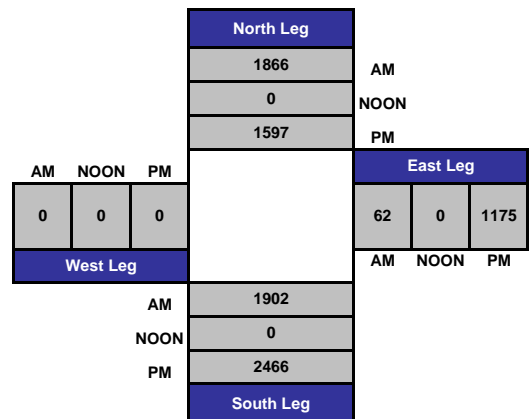 North Leg
1866 AM
0 NOON
1597 PM
AM NOON PM
East Leg
0 0 0
62 0 1175
West Leg
AM NOON PM
AM 1902
NOON 0
PM 2466
South Leg